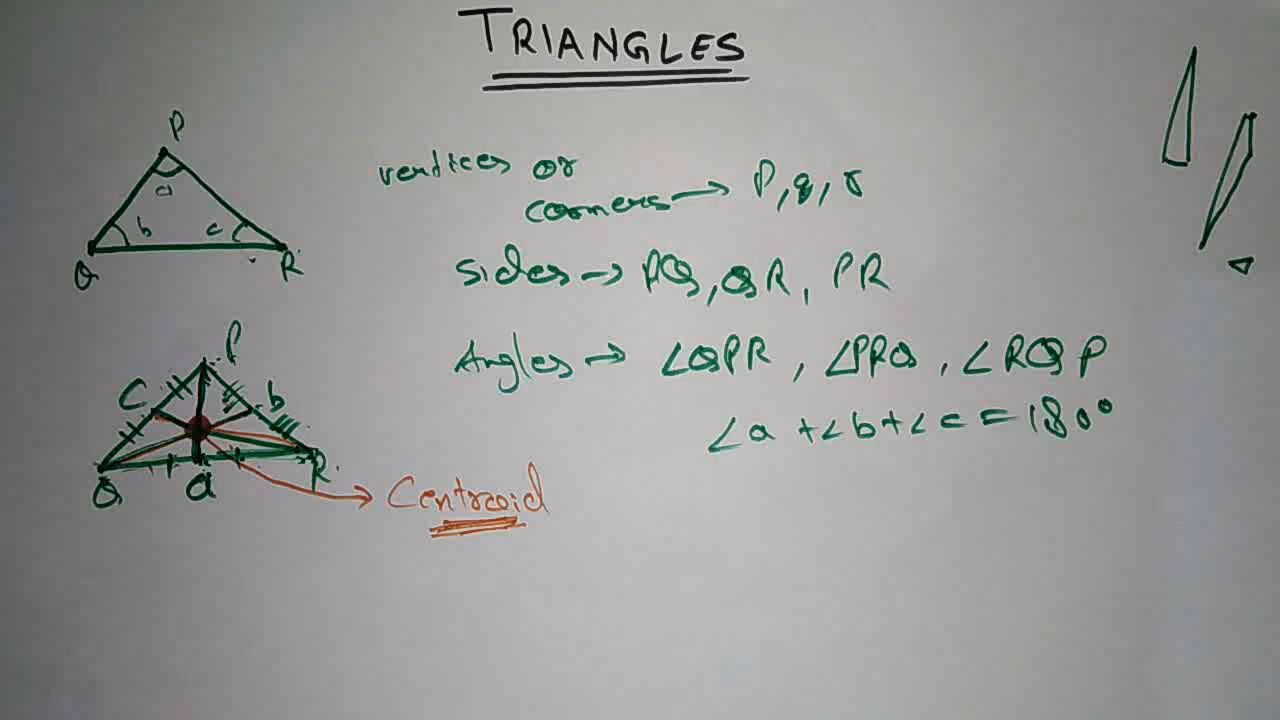 TRIANGLES
P
a
b
c
Q
R
vertices or
corners → P, q, r
Sides → PQ, QR, PR
Angles → ∠QPR, ∠PRQ, ∠RQP
∠a + ∠b + ∠c = 180°
P
C
b
Q
a
R
Centroid